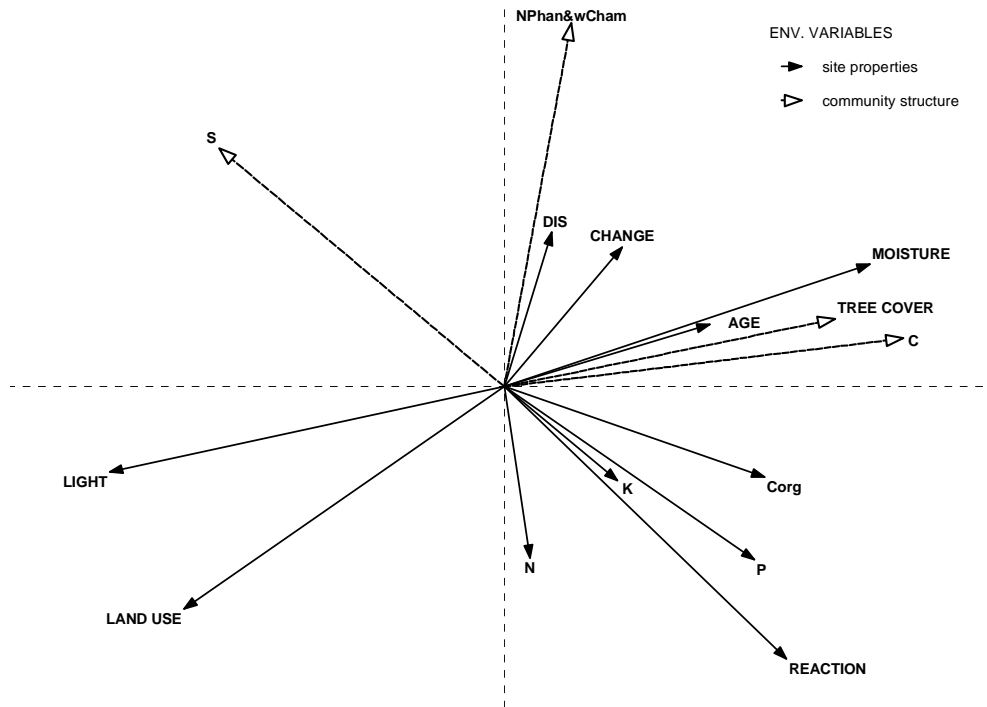 NPhan&wCham
ENV. VARIABLES
site properties
community structure
S
DIS
CHANGE
MOISTURE
TREE COVER
AGE
C
LIGHT
Corg
K
N
P
LAND USE
REACTION